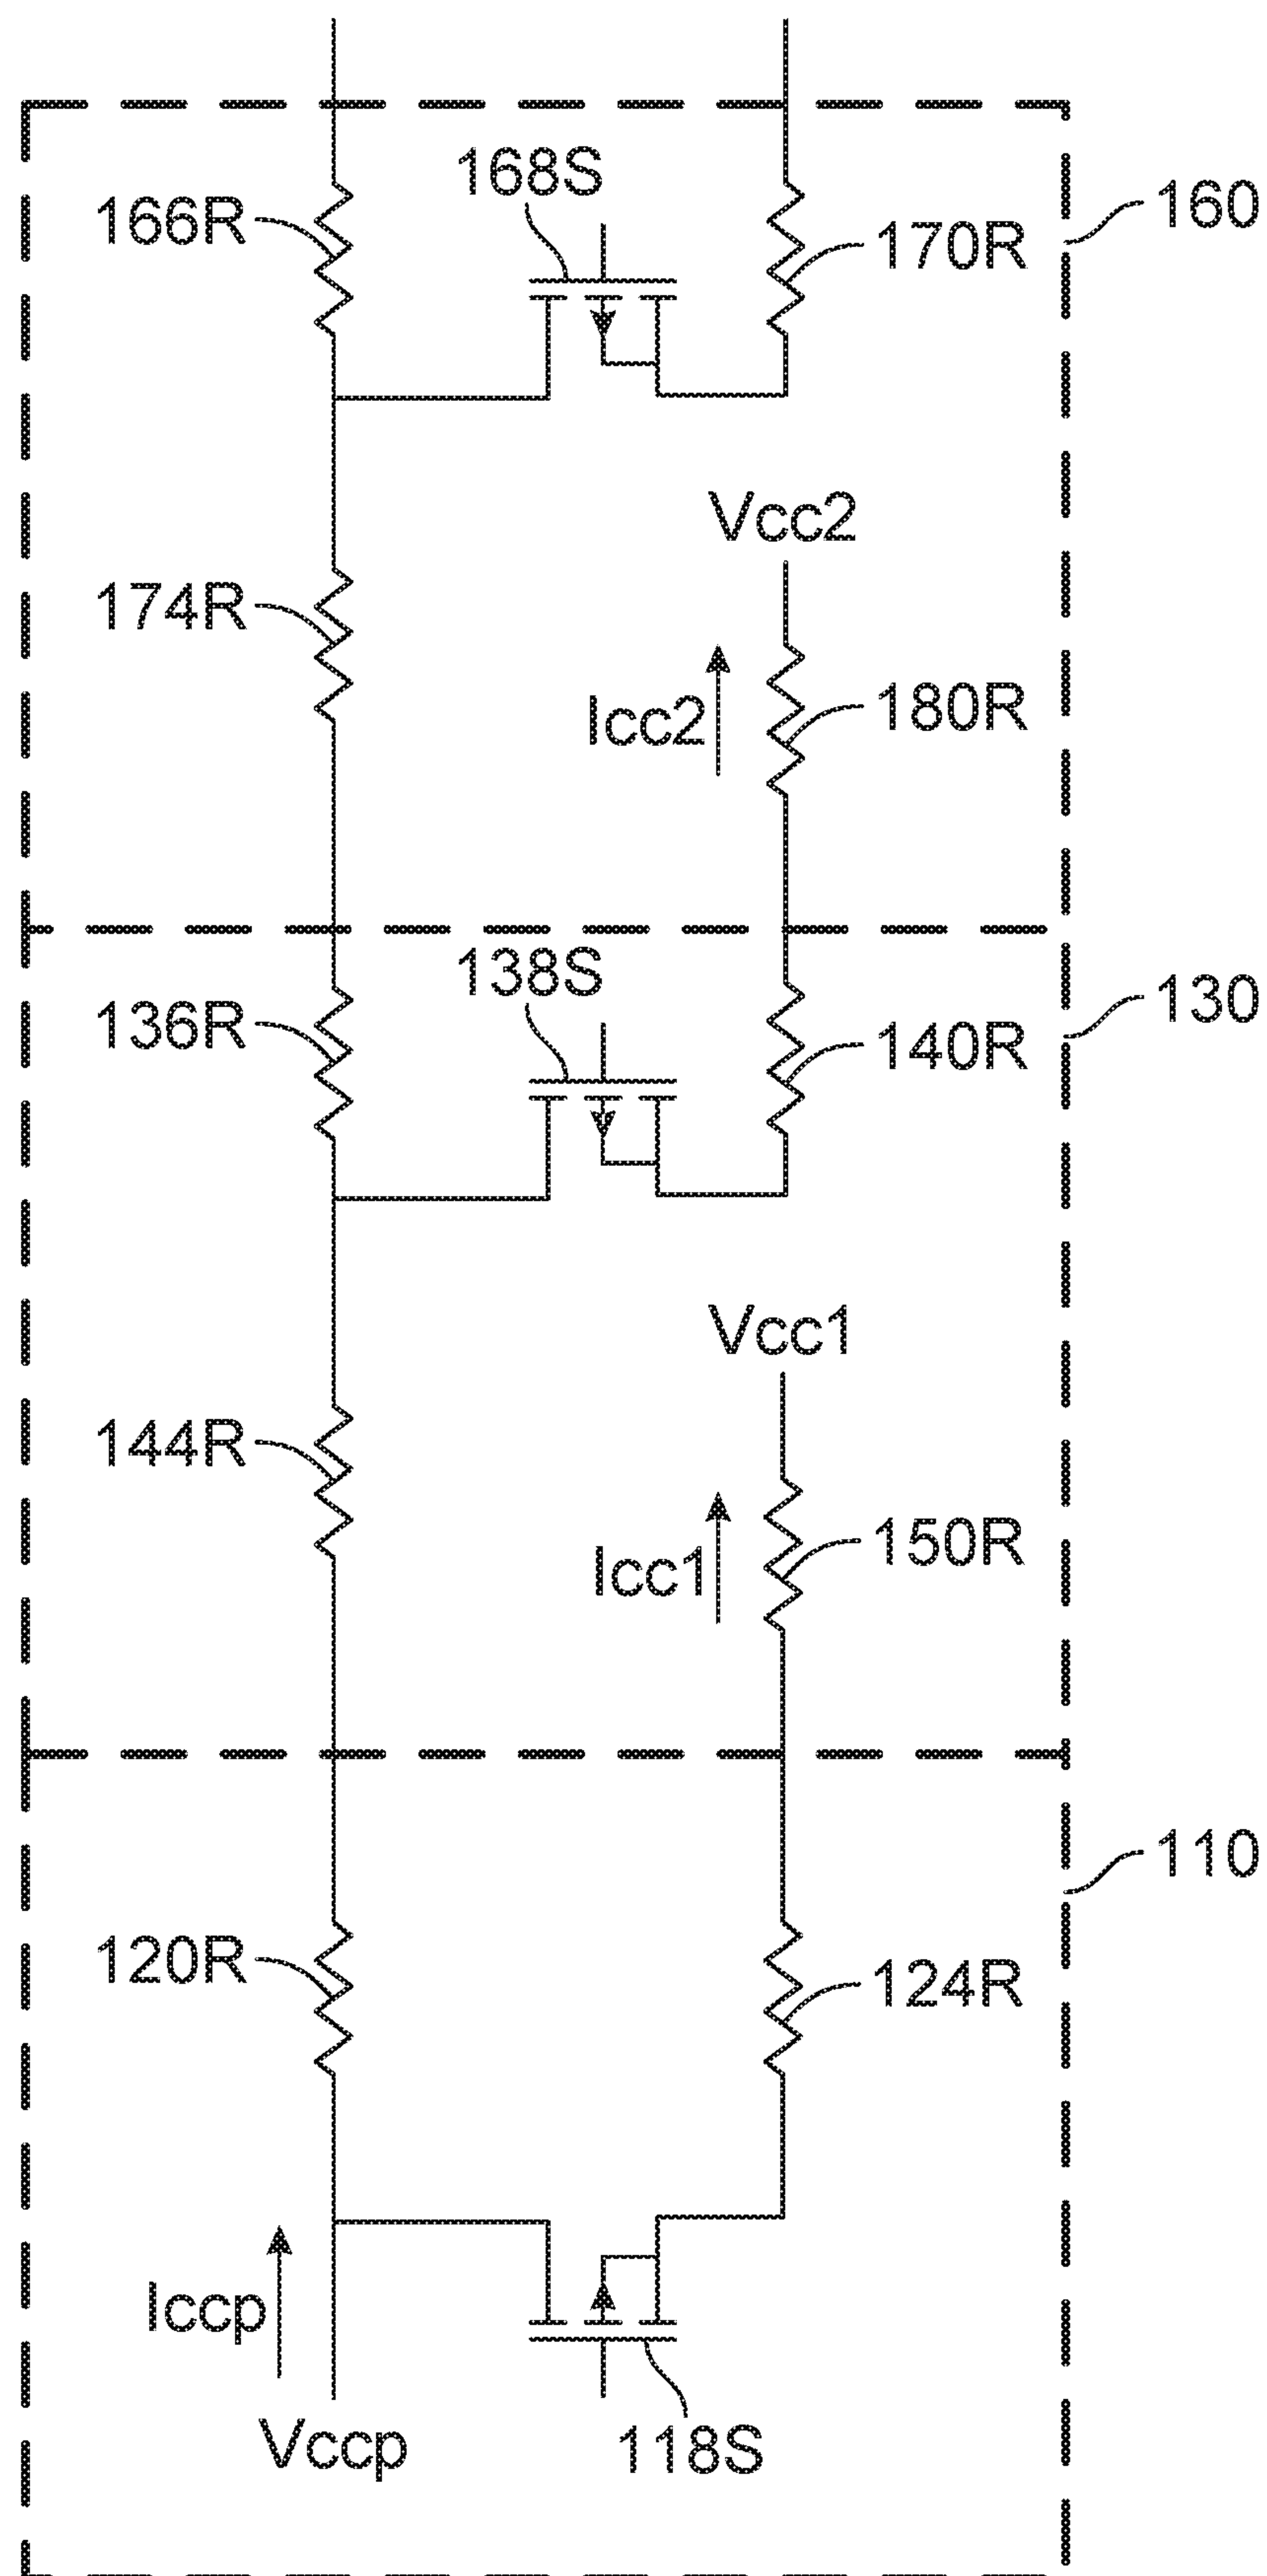 168S
160
166R
170R
Vcc2
174R
Icc2
180R
138S
130
136R
140R
Vcc1
144R
Icc1
150R
110
120R
124R
Iccp
Vccp
118S